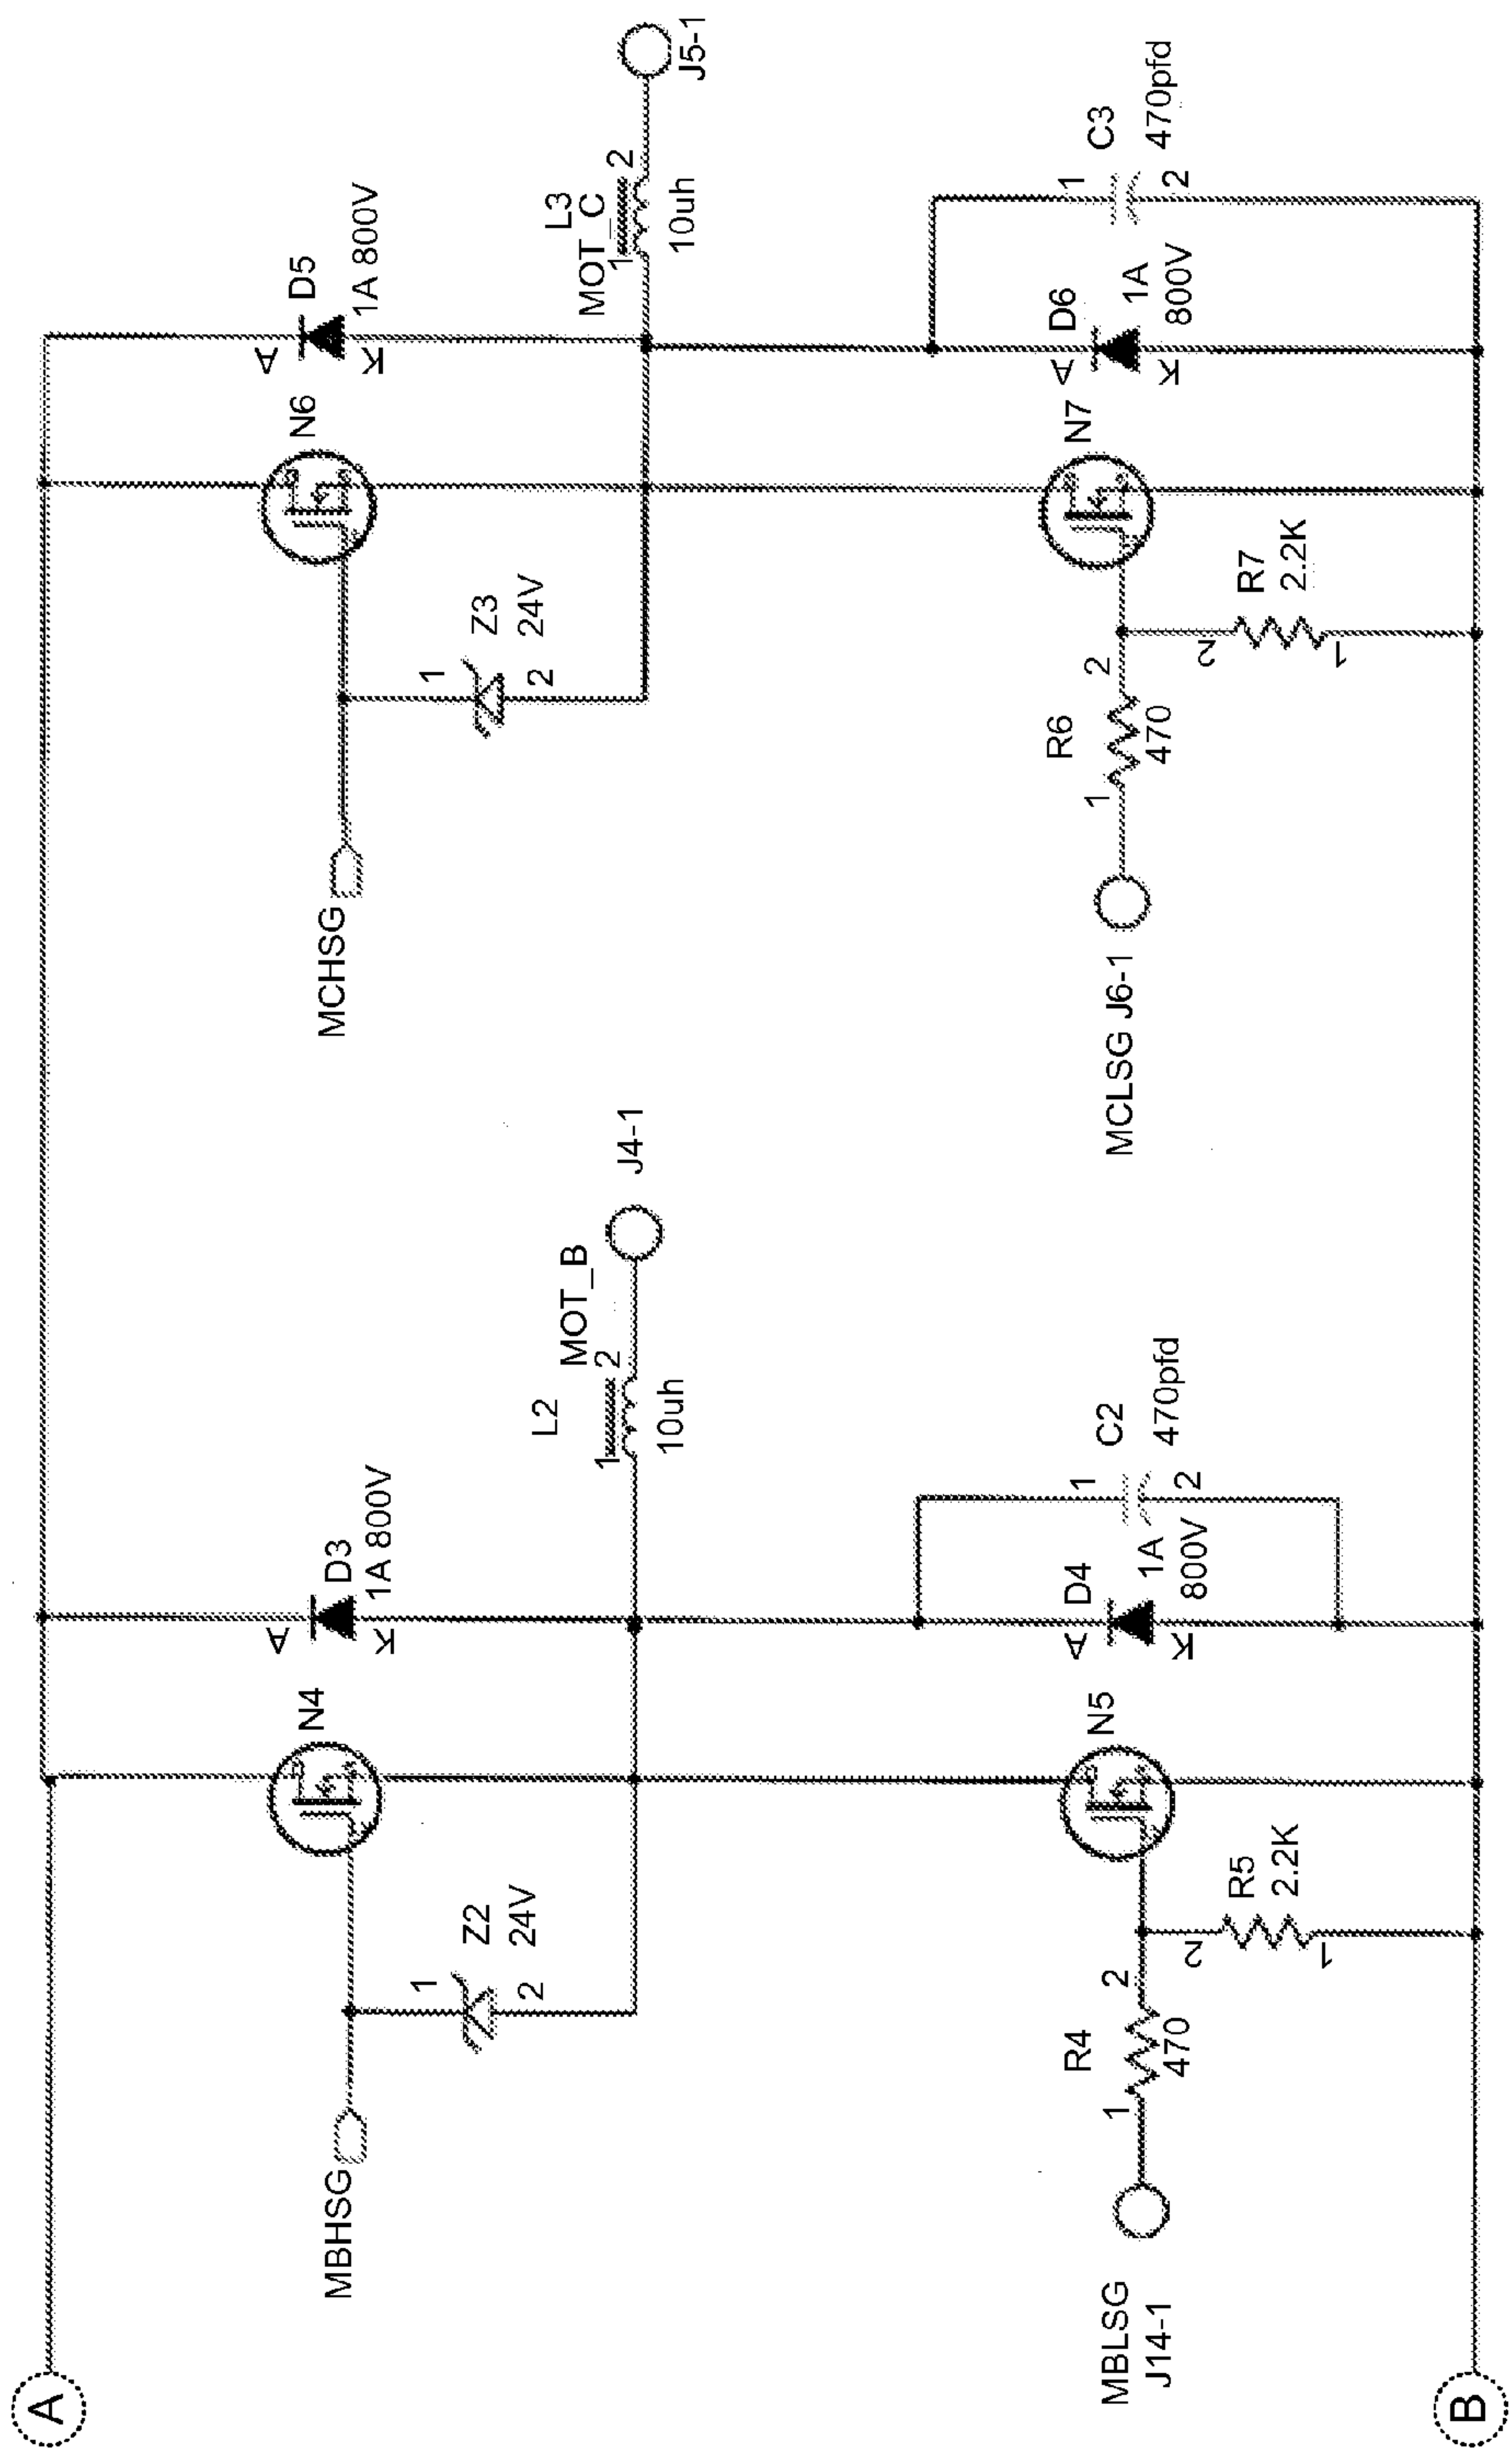 A
MBHSG
1
Z2
24V
2
N4
A
D3
1A 800V
K
L2
MOT_B
1
2
10uh
J4-1
MCHSG
1
Z3
24V
2
N6
A
D5
1A 800V
K
L3
MOT_C
1
2
10uh
J5-1
MBLSG
J14-1
1
R4
2
470
2
R5
2.2K
1
N5
A
D4
1A
800V
K
1
C2
470pfd
2
MCLSG J6-1
1
R6
2
470
2
R7
2.2K
1
N7
A
D6
1A
800V
K
1
C3
470pfd
2
B